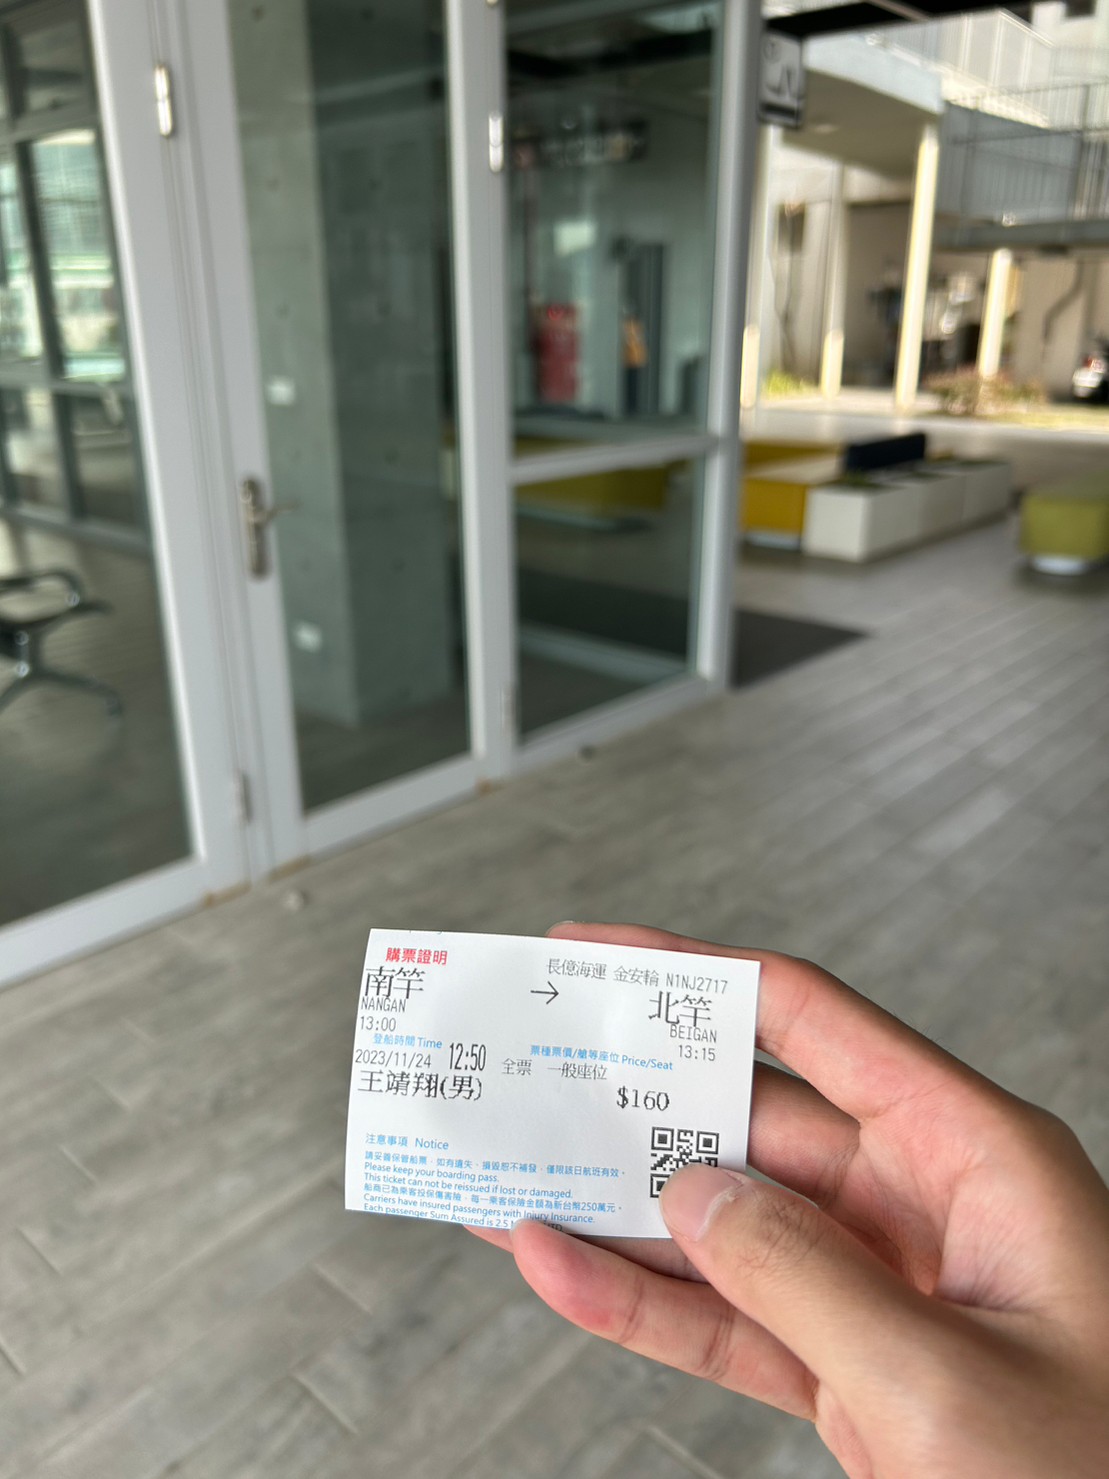 購票證明
長億海運 金安輪 N1NJ2717
南竿 → 北竿
NANGAN BEIGAN
13:00 13:15
登船時間 Time 票種票價/艙等座位 Price/Seat
2023/11/24 12:50 全票 一般座位
王靖翔(男) $160
注意事項 Notice
請妥善保管船票，如有遺失、損毀恕不補發，僅限該日航班有效。
Please keep your boarding pass.
This ticket can not be reissued if lost or damaged.
船商已為乘客投保傷害險，每一乘客保險金額為新台幣250萬元。
Carriers have insured passengers with Injury Insurance.
Each passenger Sum Assured is 2.5